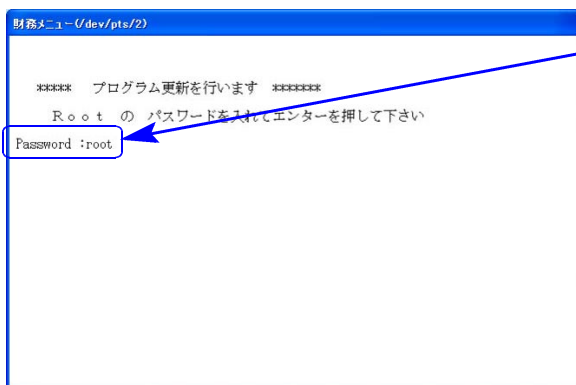 財務メニュー(/dev/pts/2)
***** プログラム更新を行います *******
Ｒｏｏｔ の パスワードを入れてエンターを押して下さい
Password :root